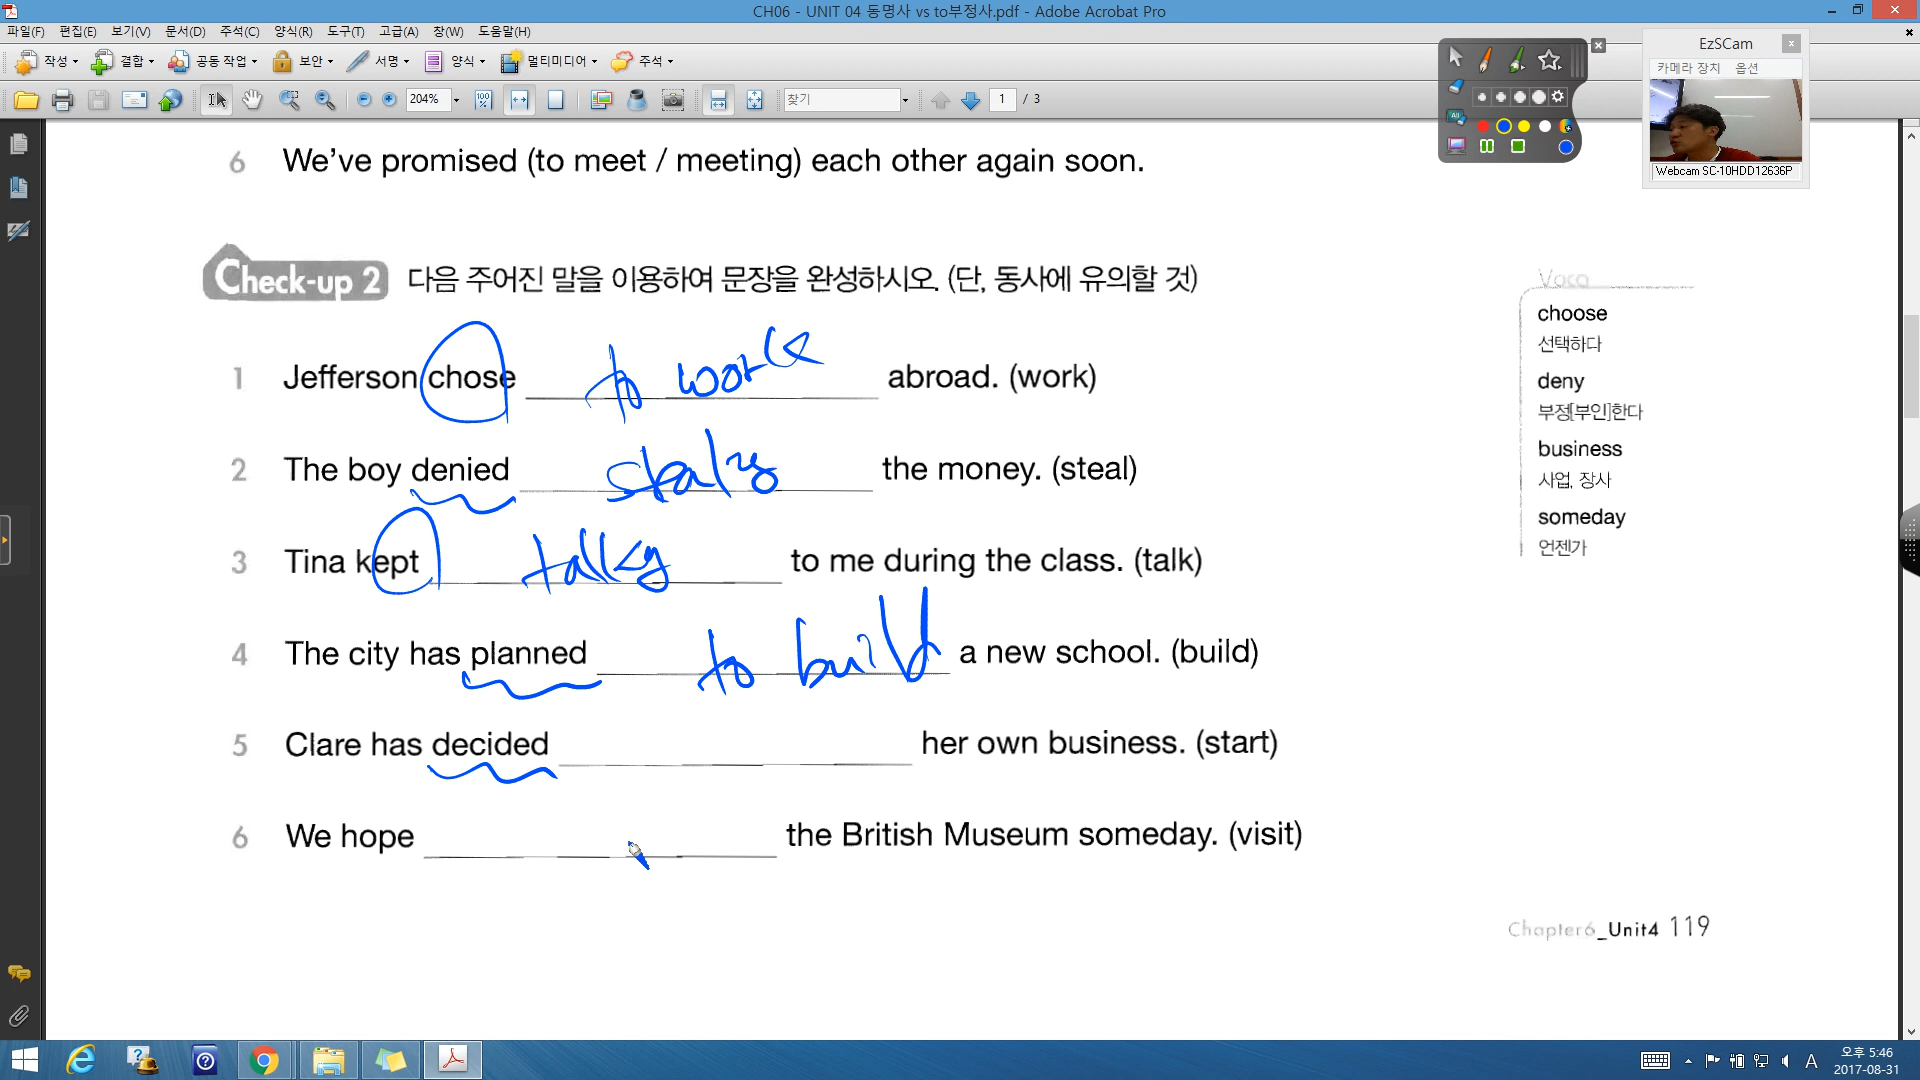 CH06 - UNIT 04 동명사 vs to부정사.pdf - Adobe Acrobat Pro
파일(F) 편집(E) 보기(V) 문서(D) 주석(C) 양식(R) 도구(T) 고급(A) 창(W) 도움말(H)
작성 결합 공동 작업 보안 서명 양식 멀티미디어 주석
204% 찾기 1 / 3
EzSCam
카메라 장치 옵션
Webcam SC-10HDD12636P
6 We've promised (to meet / meeting) each other again soon.
Check-up 2 다음 주어진 말을 이용하여 문장을 완성하시오. (단, 동사에 유의할 것)
1 Jefferson chose to work abroad. (work)
2 The boy denied the money. (steal)
3 Tina kept to me during the class. (talk)
4 The city has planned to build a new school. (build)
5 Clare has decided her own business. (start)
6 We hope the British Museum someday. (visit)
Voca
choose
선택하다
deny
부정[부인]한다
business
사업, 장사
someday
언젠가
Chapter6_Unit4 119
A 오후 5:46
2017-08-31